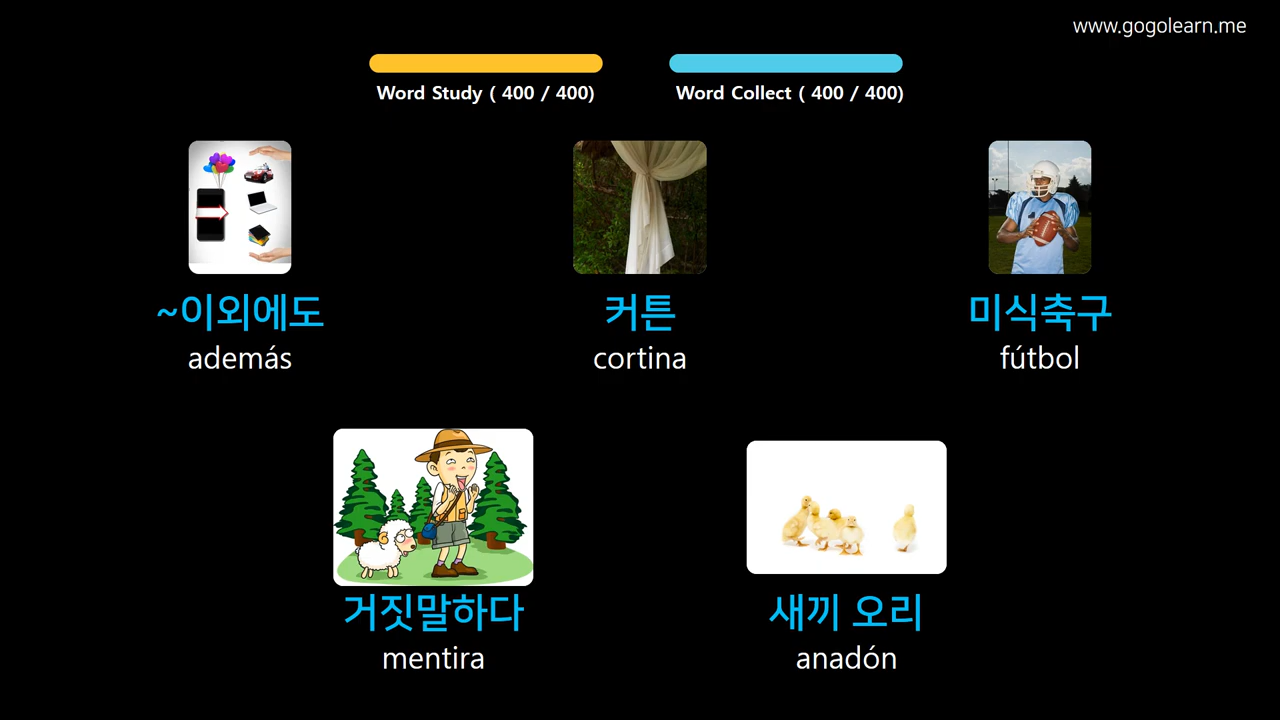 www.gogolearn.me
Word Study ( 400 / 400)
Word Collect ( 400 / 400)
~이외에도
además
커튼
cortina
미식축구
fútbol
거짓말하다
mentira
새끼 오리
anadón